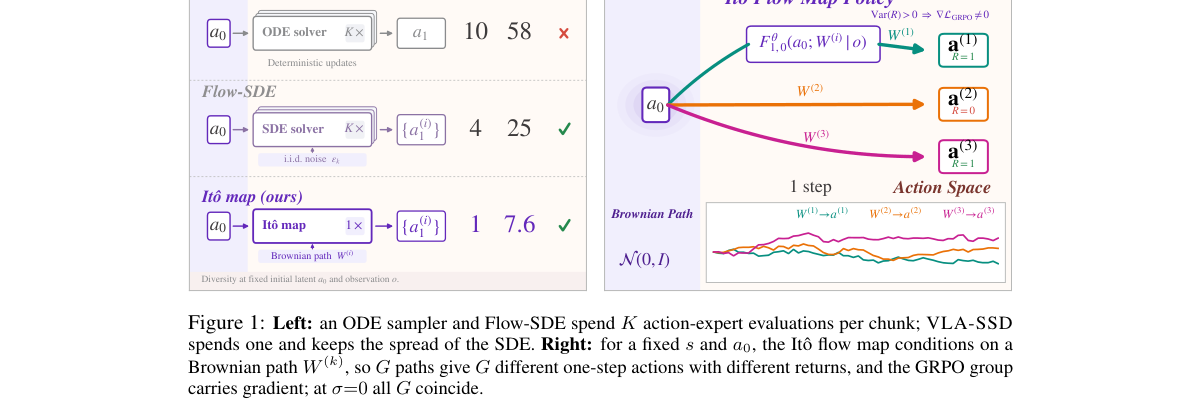 Itô Flow Map Policy
Var(R) > 0 ⇒ ∇ℒ_GRPO ≠ 0
a₀ ODE solver K× a₁ 10 58 ✗
Deterministic updates
Flow-SDE
a₀ SDE solver K× {a₁^(i)} 4 25 ✓
i.i.d. noise ε_k
Itô map (ours)
a₀ Itô map 1× {a₁^(i)} 1 7.6 ✓
Brownian path W^(i)
Diversity at fixed initial latent a₀ and observation o.
F^θ_{1,0}(a₀; W^(i) | o) W^(1) a^(1)
R=1
a₀ W^(2) a^(2)
R=0
W^(3) a^(3)
R=1
1 step Action Space
Brownian Path W^(1)→a^(1) W^(2)→a^(2) W^(3)→a^(3)
𝒩(0, I)
Figure 1: Left: an ODE sampler and Flow-SDE spend K action-expert evaluations per chunk; VLA-SSD
spends one and keeps the spread of the SDE. Right: for a fixed s and a₀, the Itô flow map conditions on a
Brownian path W^(k), so G paths give G different one-step actions with different returns, and the GRPO group
carries gradient; at σ=0 all G coincide.